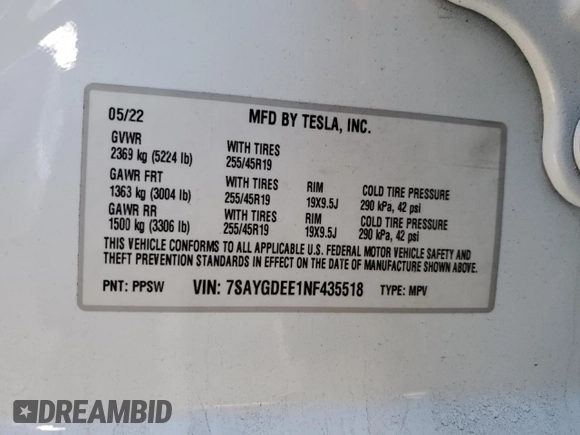 05/22 MFD BY TESLA, INC.
GVWR
2369 kg (5224 lb) WITH TIRES 255/45R19
GAWR FRT
1363 kg (3004 lb) WITH TIRES 255/45R19 RIM 19X9.5J COLD TIRE PRESSURE 290 kPa, 42 psi
GAWR RR
1500 kg (3306 lb) WITH TIRES 255/45R19 RIM 19X9.5J COLD TIRE PRESSURE 290 kPa, 42 psi
THIS VEHICLE CONFORMS TO ALL APPLICABLE U.S. FEDERAL MOTOR VEHICLE SAFETY AND
THEFT PREVENTION STANDARDS IN EFFECT ON THE DATE OF MANUFACTURE SHOWN ABOVE.
PNT: PPSW VIN: 7SAYGDEE1NF435518 TYPE: MPV
DREAMBID